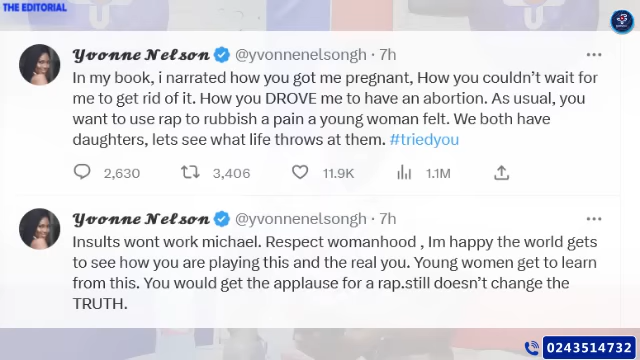 THE EDITORIAL
Yvonne Nelson @yvonnenelsongh · 7h
In my book, i narrated how you got me pregnant, How you couldn't wait for
me to get rid of it. How you DROVE me to have an abortion. As usual, you
want to use rap to rubbish a pain a young woman felt. We both have
daughters, lets see what life throws at them. #triedyou
2,630 3,406 11.9K 1.1M
Yvonne Nelson @yvonnenelsongh · 7h
Insults wont work michael. Respect womanhood , Im happy the world gets
to see how you are playing this and the real you. Young women get to learn
from this. You would get the applause for a rap.still doesn't change the
TRUTH.
0243514732